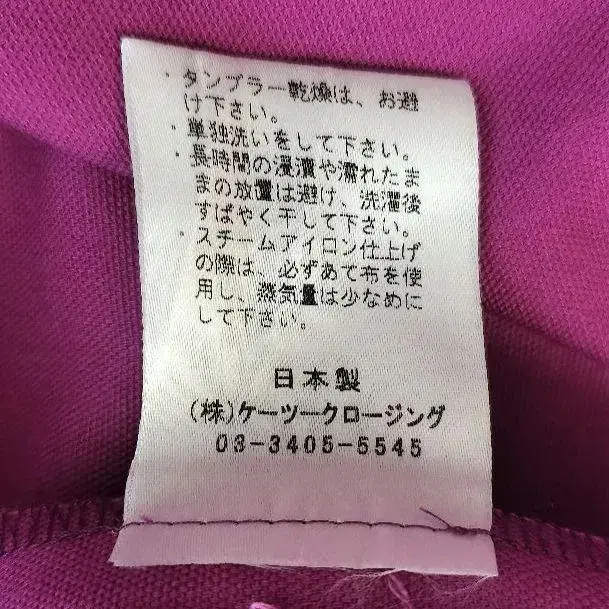 ・タンブラー乾燥は、お避
け下さい。
・単独洗いをして下さい。
・長時間の浸漬や濡れたま
まの放置は避け、洗濯後
すばやく干して下さい。
・スチームアイロン仕上げ
の際は、必ずあて布を使
用し、蒸気量は少なめに
して下さい。
日本製
(株)ケーツークロージング
03-3405-5545